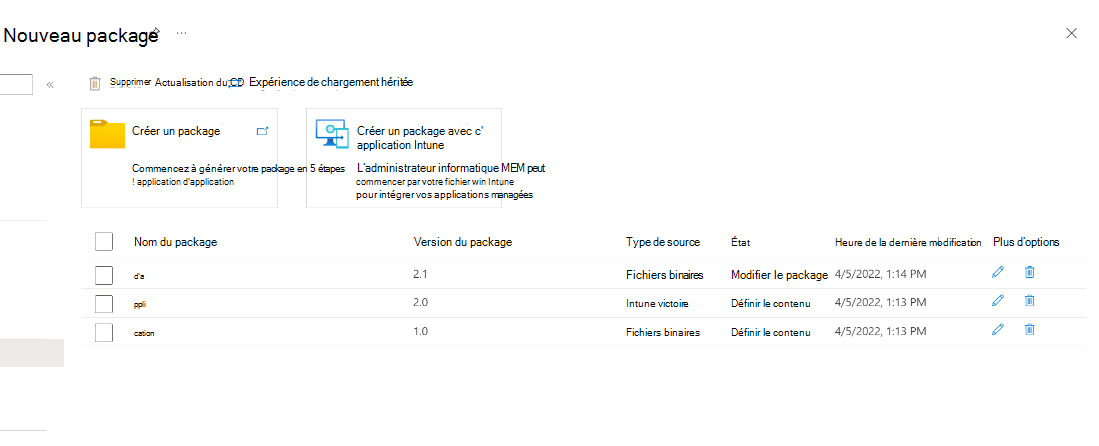 Nouveau package ...
Supprimer Actualisation du CD Expérience de chargement héritée
Créer un package
Commencez à générer votre package en 5 étapes
! application d'application
Créer un package avec c'
application Intune
L'administrateur informatique MEM peut
commencer par votre fichier win Intune
pour intégrer vos applications managées
Nom du package Version du package Type de source État Heure de la dernière modification Plus d'options
d'a 2.1 Fichiers binaires Modifier le package 4/5/2022, 1:14 PM
ppli 2.0 Intune victoire Définir le contenu 4/5/2022, 1:13 PM
cation 1.0 Fichiers binaires Définir le contenu 4/5/2022, 1:13 PM